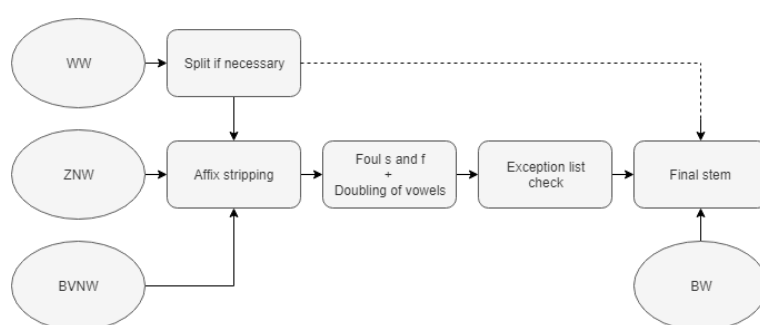 WW
Split if necessary
ZNW
Affix stripping
Foul s and f
+
Doubling of vowels
Exception list
check
Final stem
BVNW
BW